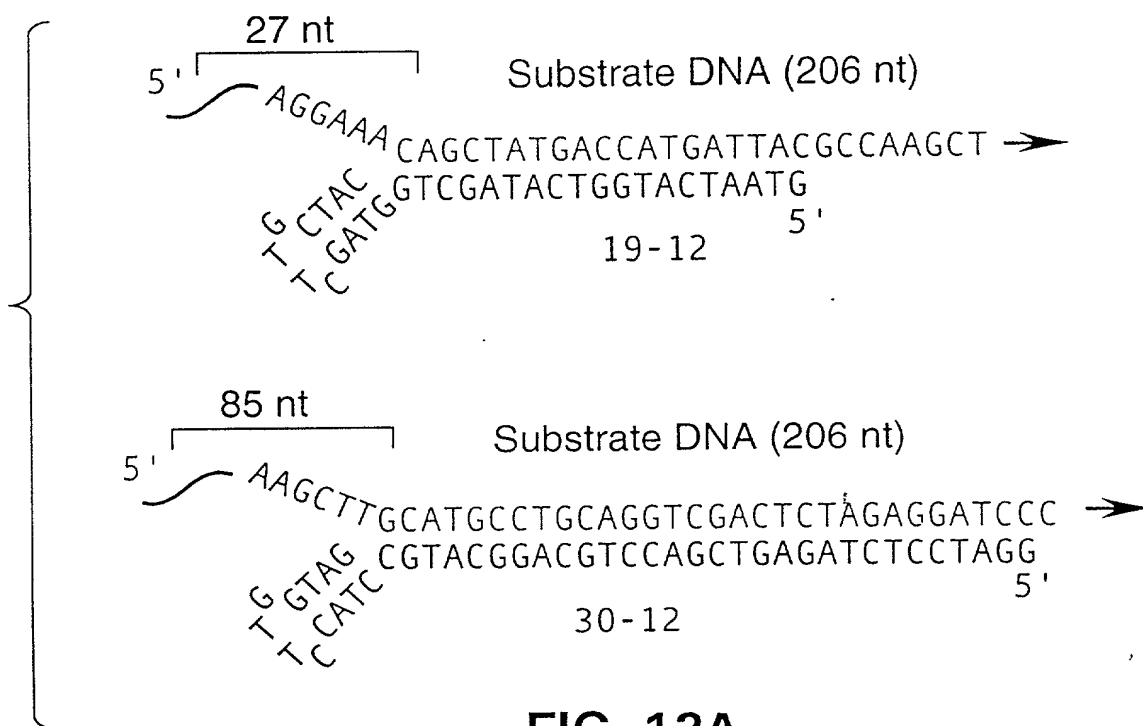 27 nt
5' Substrate DNA (206 nt)
AGGAAA CAGCTATGACCATGATTACGCCAAGCT
CTAC GTCGATACTGGTACTAATG
G GATG 5'
T 19-12
T C
85 nt
5' Substrate DNA (206 nt)
AAGCTT GCATGCCTGCAGGTCGACTCTAGAGGATCCC
GTAG CGTACGGACGTCCAGCTGAGATCTCCTAGG
G CATC 5'
T 30-12
T C
FIG.